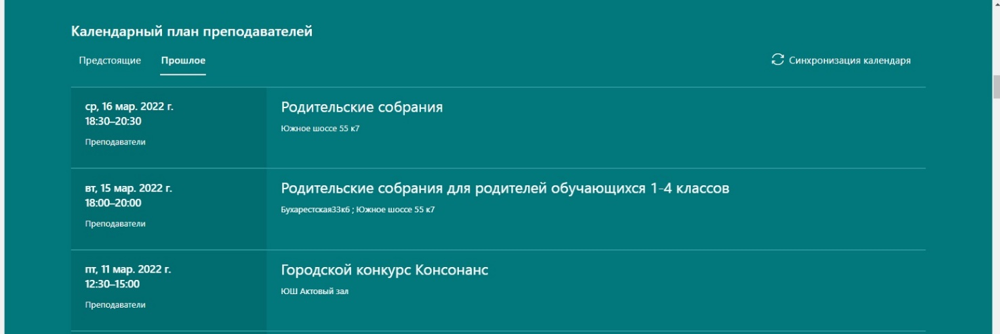 Календарный план преподавателей
Предстоящие Прошлое Синхронизация календаря
ср, 16 мар. 2022 г.
18:30–20:30
Преподаватели
Родительские собрания
Южное шоссе 55 к7
вт, 15 мар. 2022 г.
18:00–20:00
Преподаватели
Родительские собрания для родителей обучающихся 1-4 классов
Бухарестская33к6 ; Южное шоссе 55 к7
пт, 11 мар. 2022 г.
12:30–15:00
Преподаватели
Городской конкурс Консонанс
ЮШ Актовый зал